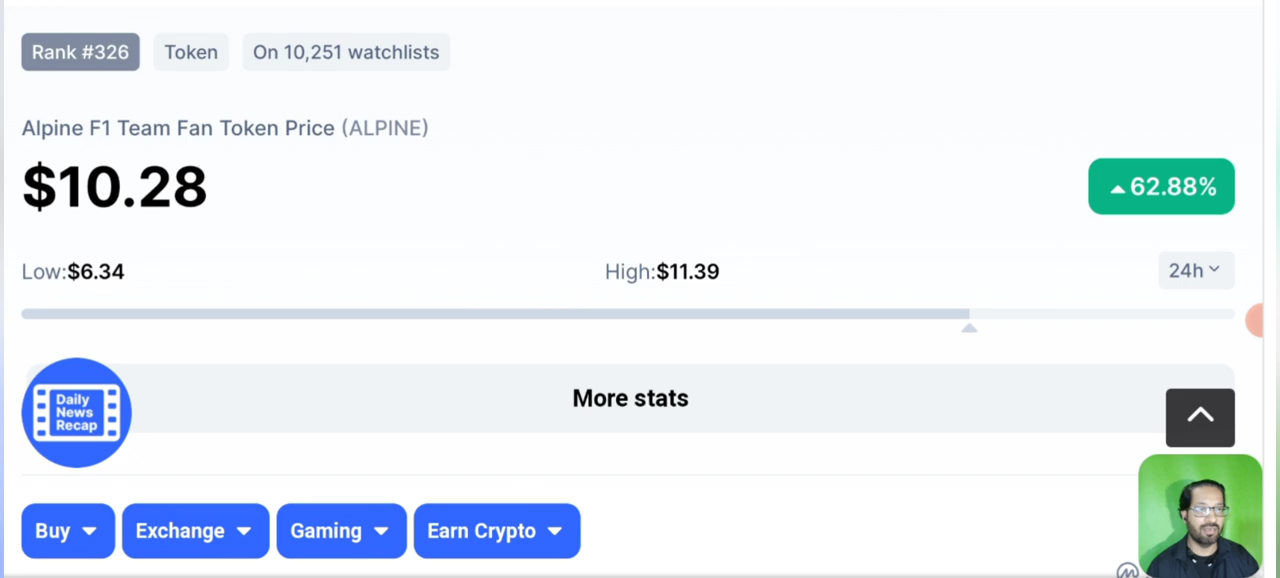 Rank #326 Token On 10,251 watchlists
Alpine F1 Team Fan Token Price (ALPINE)
$10.28
62.88%
Low:$6.34 High:$11.39 24h
Daily
News
Recap
More stats
Buy Exchange Gaming Earn Crypto